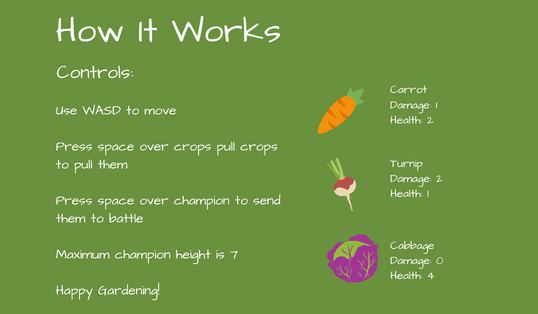 How It Works
Controls:
Use WASD to move
Press space over crops pull crops
to pull them
Press space over champion to send
them to battle
Maximum champion height is 7
Happy Gardening!
Carrot
Damage: 1
Health: 2
Turnip
Damage: 2
Health: 1
Cabbage
Damage: 0
Health: 4